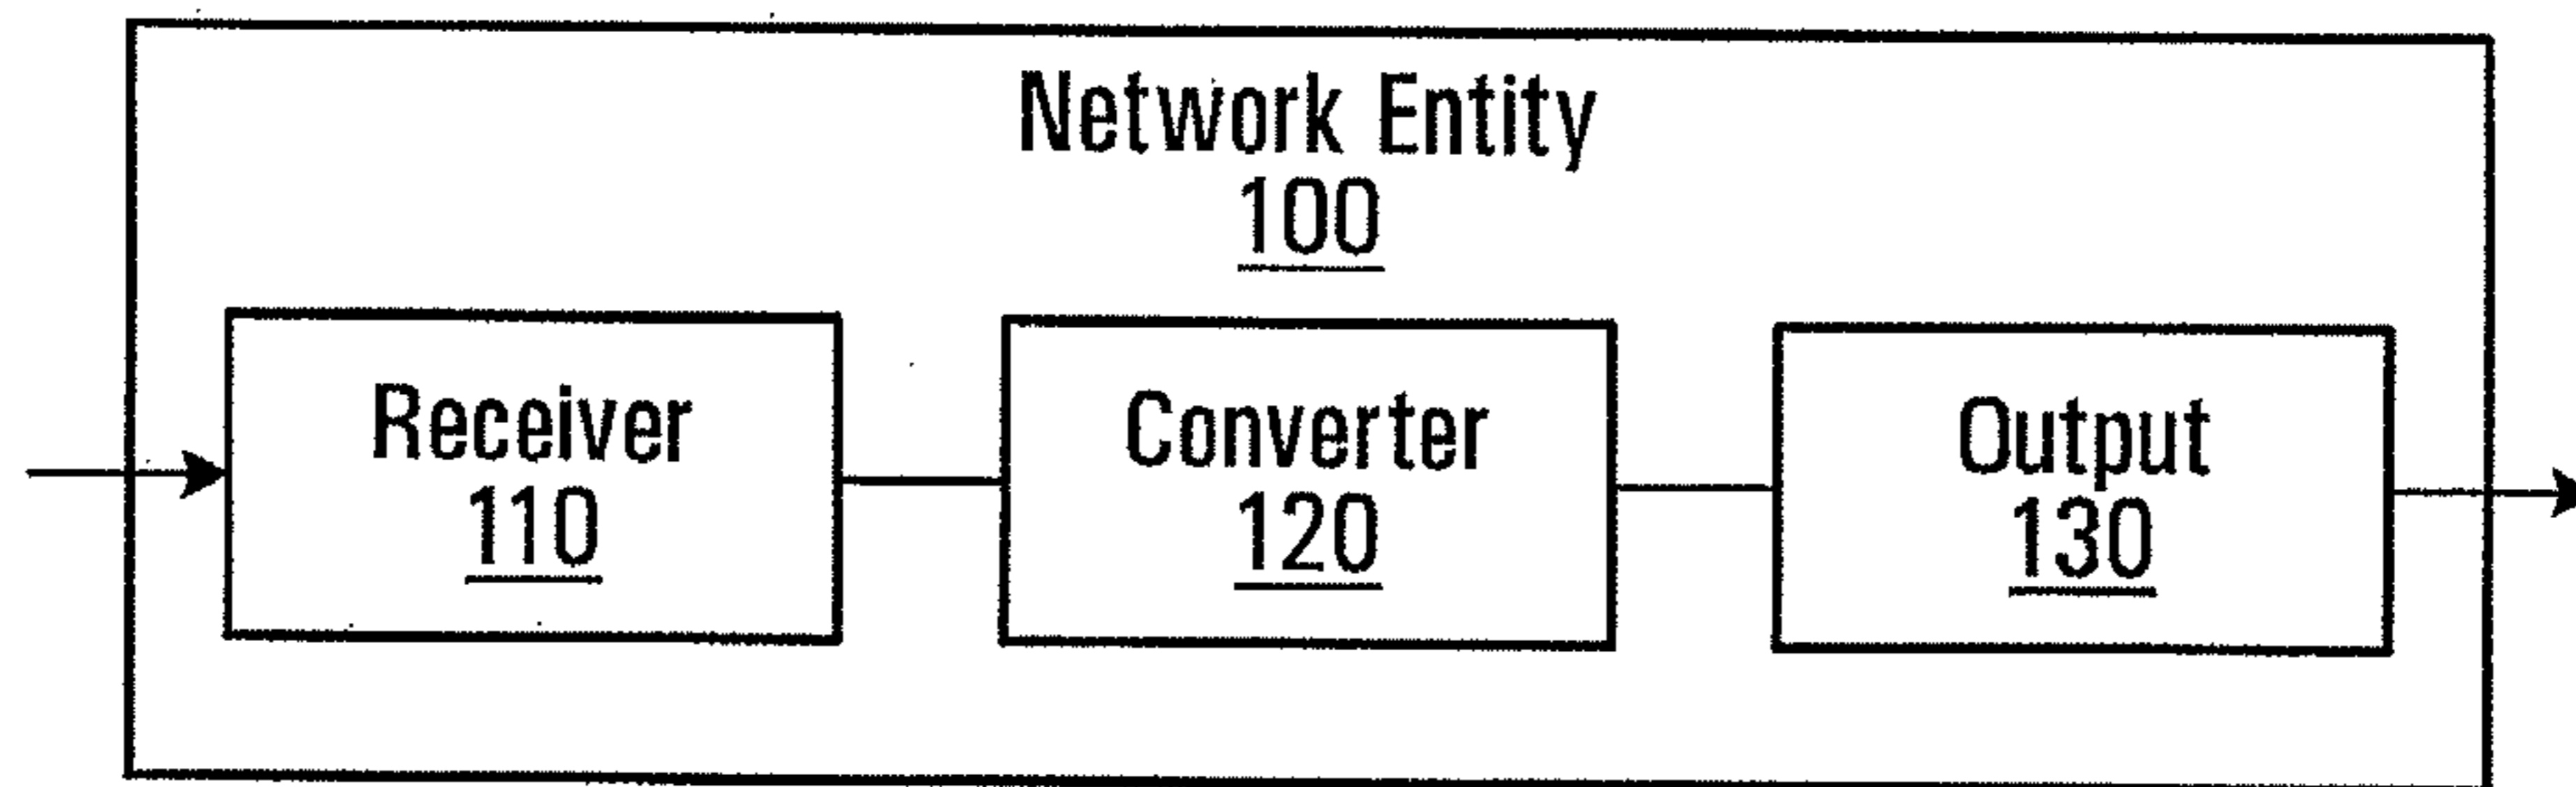 Network Entity
100
Receiver
110
Converter
120
Output
130